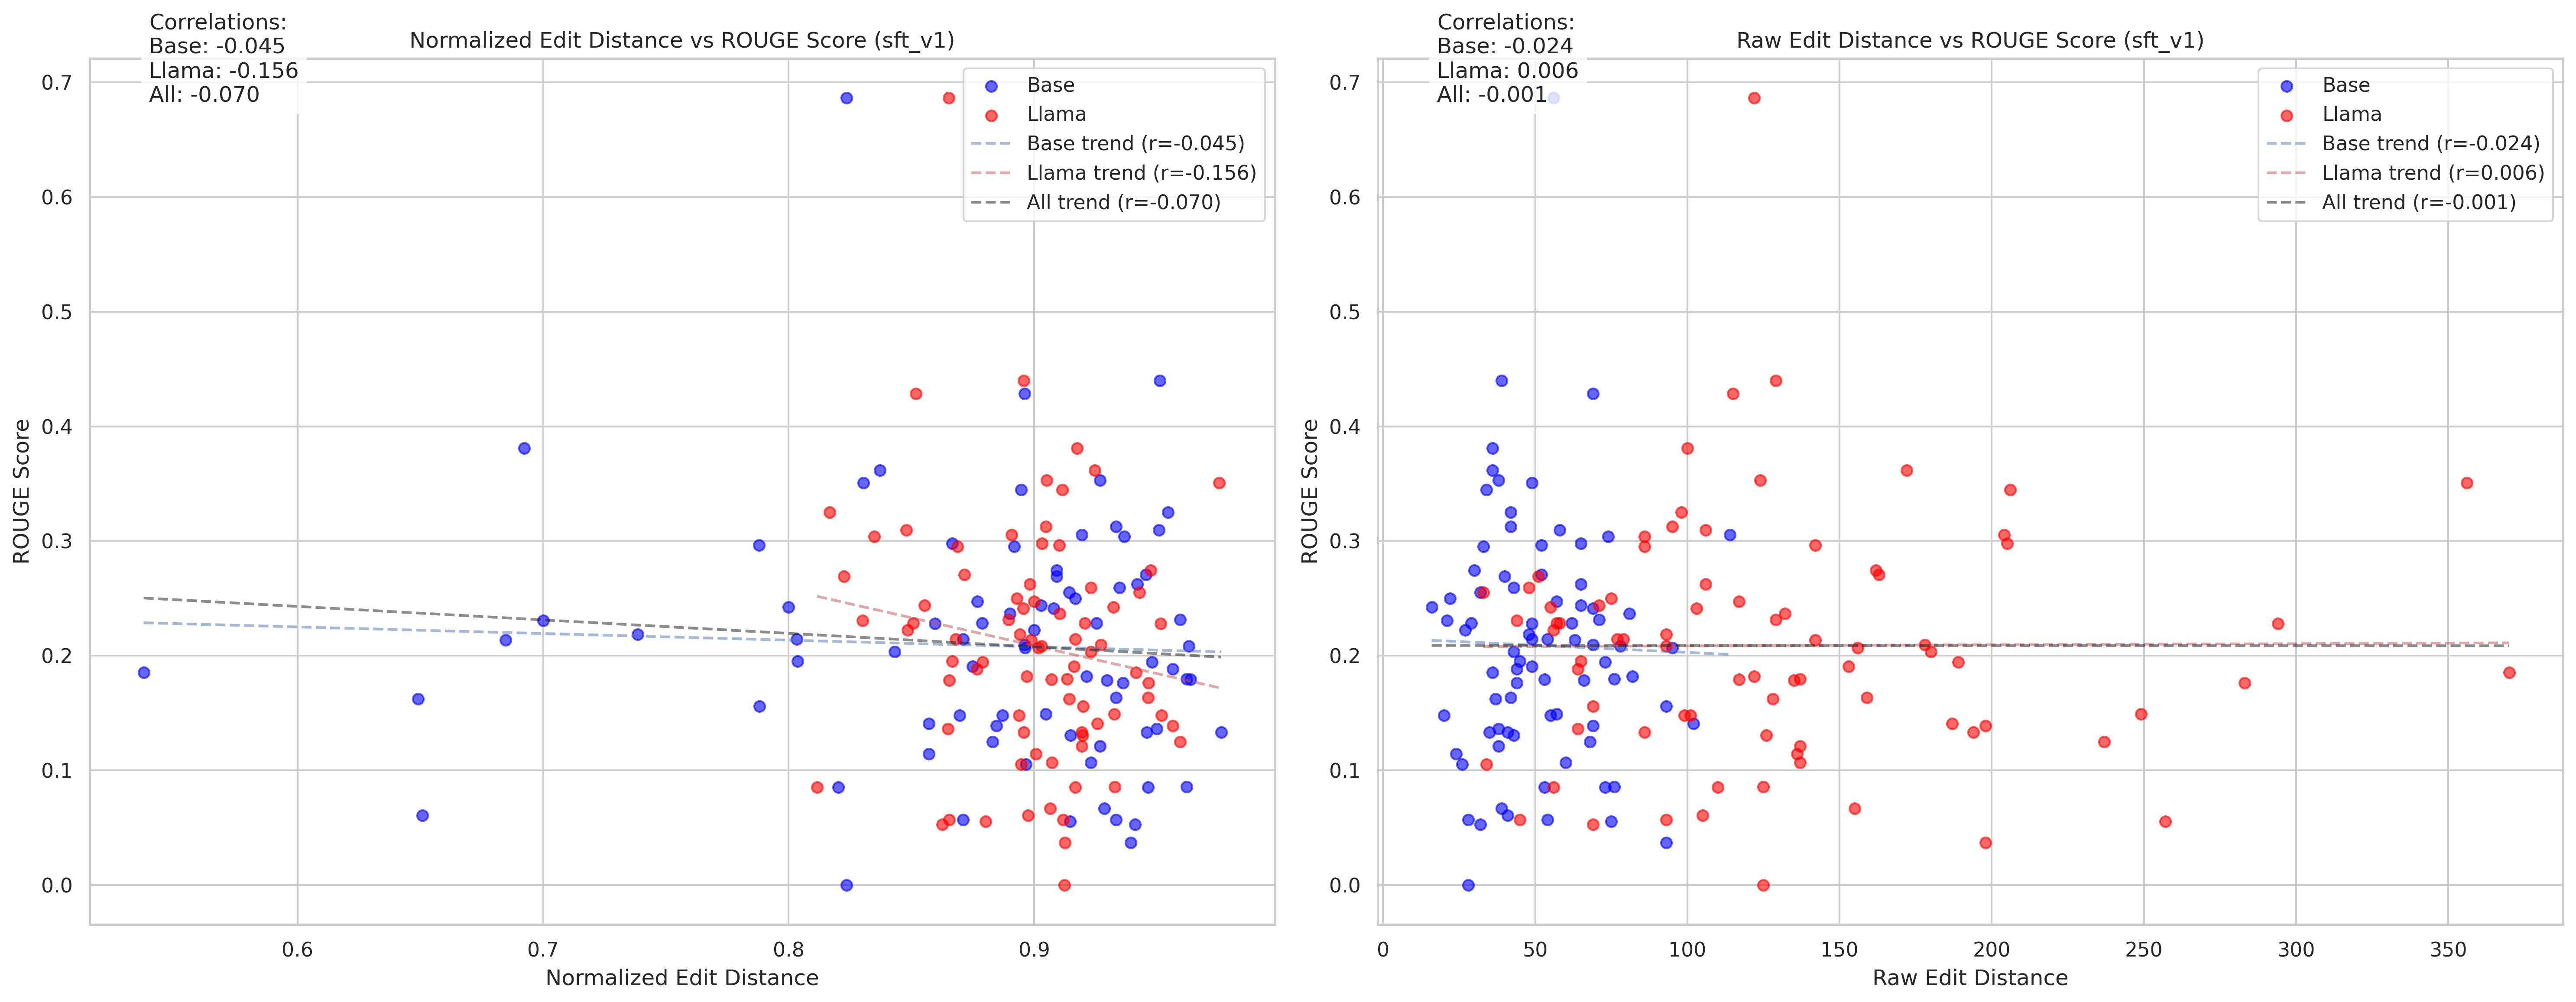 Correlations:
Base: -0.045
Llama: -0.156
All: -0.070
Normalized Edit Distance vs ROUGE Score (sft_v1)
Base
Llama
Base trend (r=-0.045)
Llama trend (r=-0.156)
All trend (r=-0.070)
ROUGE Score
0.7
0.6
0.5
0.4
0.3
0.2
0.1
0.0
0.6
0.7
0.8
0.9
Normalized Edit Distance
Correlations:
Base: -0.024
Llama: 0.006
All: -0.001
Raw Edit Distance vs ROUGE Score (sft_v1)
Base
Llama
Base trend (r=-0.024)
Llama trend (r=0.006)
All trend (r=-0.001)
ROUGE Score
0.7
0.6
0.5
0.4
0.3
0.2
0.1
0.0
0
50
100
150
200
250
300
350
Raw Edit Distance